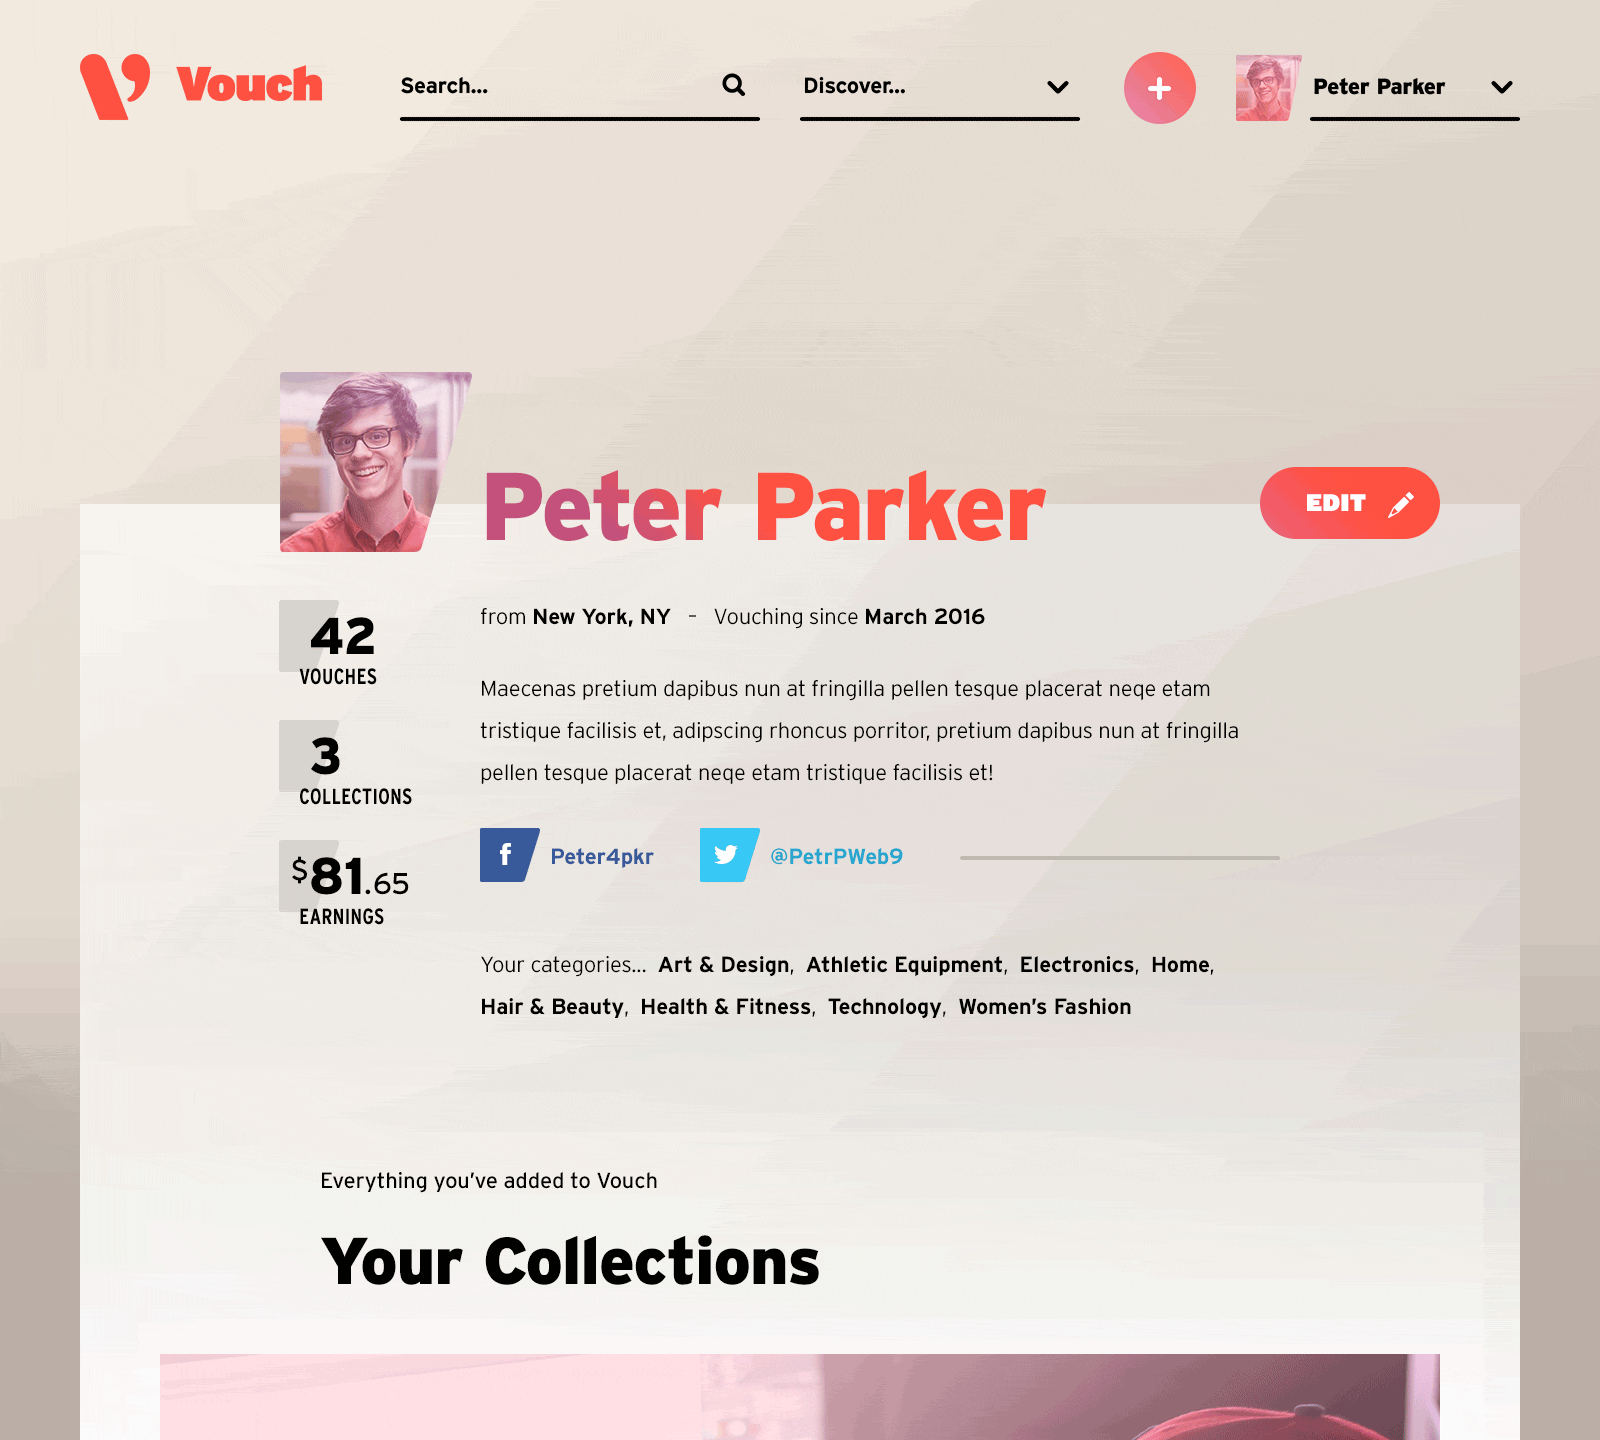 Vouch
Search...
Discover...
Peter Parker
Peter Parker
EDIT
from New York, NY – Vouching since March 2016
42
VOUCHES
Maecenas pretium dapibus nun at fringilla pellen tesque placerat neqe etam
tristique facilisis et, adipscing rhoncus porritor, pretium dapibus nun at fringilla
pellen tesque placerat neqe etam tristique facilisis et!
3
COLLECTIONS
Peter4pkr
@PetrPWeb9
$81.65
EARNINGS
Your categories... Art & Design, Athletic Equipment, Electronics, Home,
Hair & Beauty, Health & Fitness, Technology, Women’s Fashion
Everything you’ve added to Vouch
Your Collections